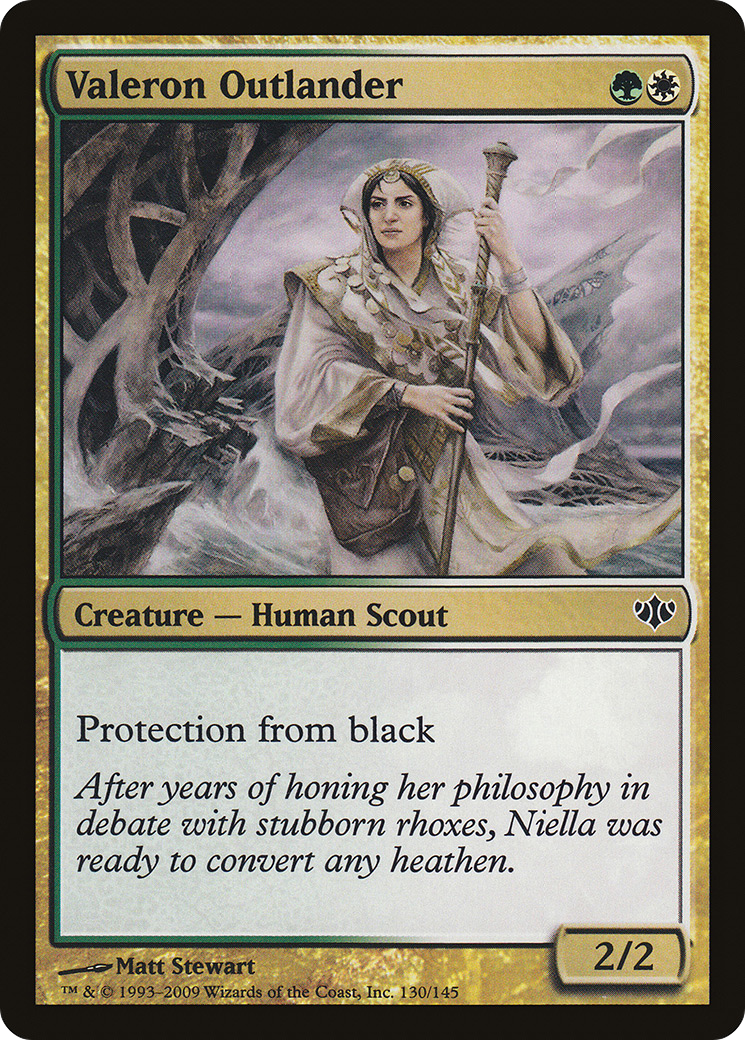 Valeron Outlander
Creature — Human Scout
Protection from black
After years of honing her philosophy in
debate with stubborn rhoxes, Niella was
ready to convert any heathen.
2/2
Matt Stewart
™ & © 1993–2009 Wizards of the Coast, Inc. 130/145